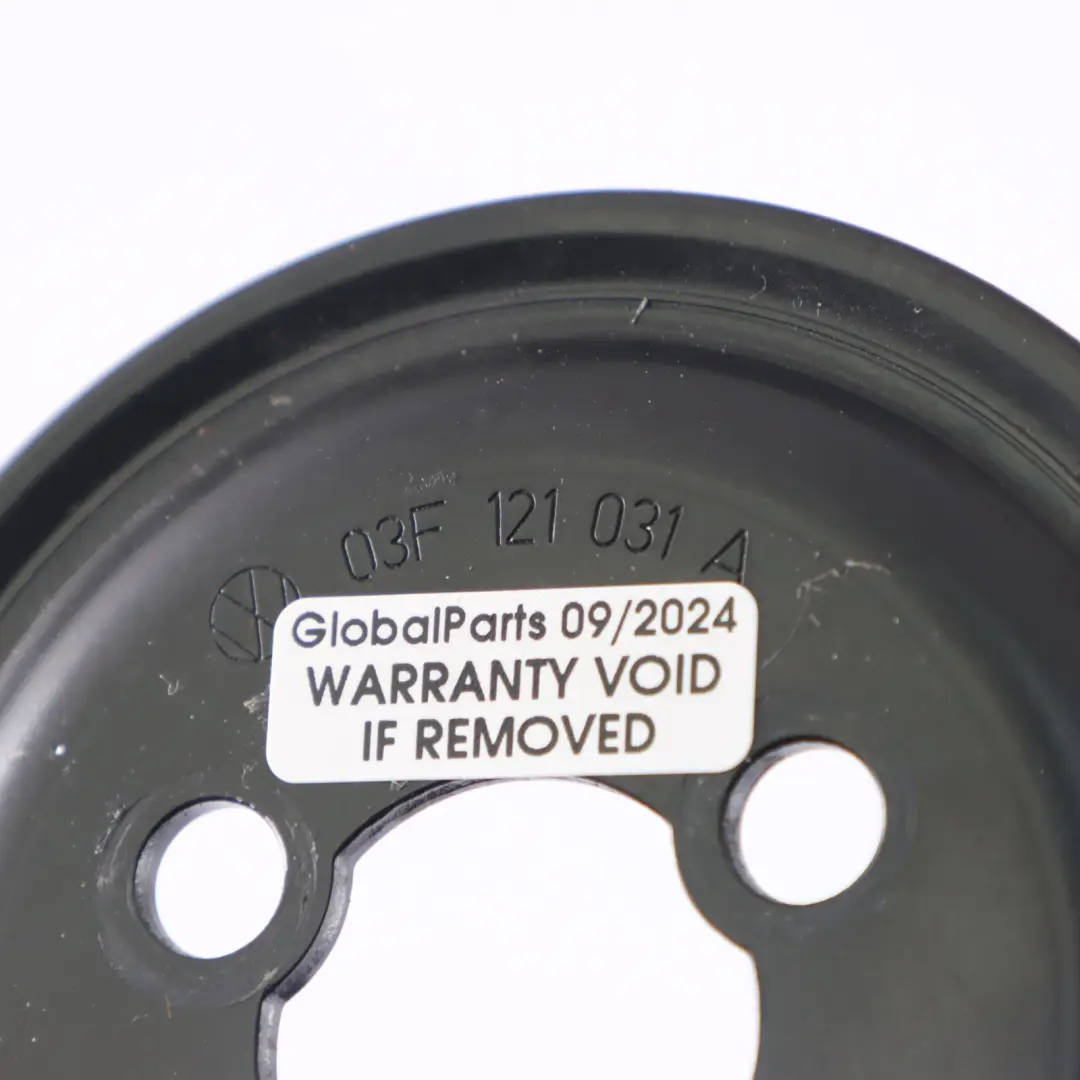 03F 121 031 A
GlobalParts 09/2024
WARRANTY VOID
IF REMOVED